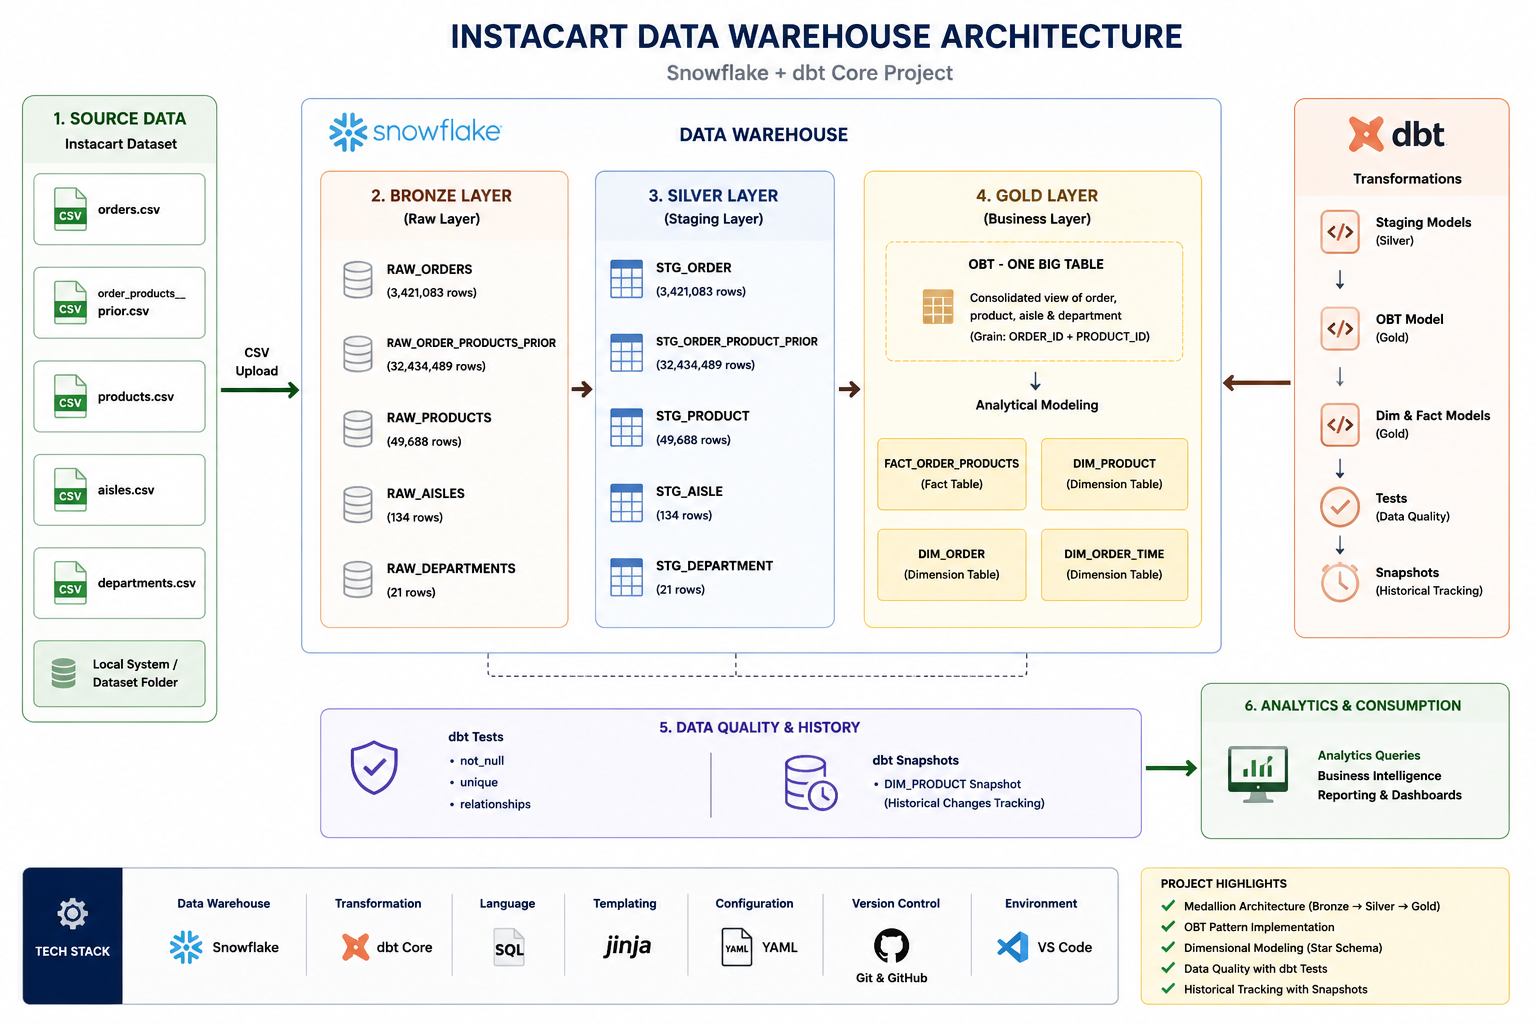 INSTACART DATA WAREHOUSE ARCHITECTURE
Snowflake + dbt Core Project
1. SOURCE DATA
Instacart Dataset
CSV
orders.csv
CSV
order_products__
prior.csv
CSV
products.csv
CSV
aisles.csv
CSV
departments.csv
Local System /
Dataset Folder
CSV
Upload
snowflake
DATA WAREHOUSE
2. BRONZE LAYER
(Raw Layer)
RAW_ORDERS
(3,421,083 rows)
RAW_ORDER_PRODUCTS_PRIOR
(32,434,489 rows)
RAW_PRODUCTS
(49,688 rows)
RAW_AISLES
(134 rows)
RAW_DEPARTMENTS
(21 rows)
3. SILVER LAYER
(Staging Layer)
STG_ORDER
(3,421,083 rows)
STG_ORDER_PRODUCT_PRIOR
(32,434,489 rows)
STG_PRODUCT
(49,688 rows)
STG_AISLE
(134 rows)
STG_DEPARTMENT
(21 rows)
4. GOLD LAYER
(Business Layer)
OBT - ONE BIG TABLE
Consolidated view of order,
product, aisle & department
(Grain: ORDER_ID + PRODUCT_ID)
Analytical Modeling
FACT_ORDER_PRODUCTS
(Fact Table)
DIM_PRODUCT
(Dimension Table)
DIM_ORDER
(Dimension Table)
DIM_ORDER_TIME
(Dimension Table)
dbt
Transformations
Staging Models
(Silver)
OBT Model
(Gold)
Dim & Fact Models
(Gold)
Tests
(Data Quality)
Snapshots
(Historical Tracking)
5. DATA QUALITY & HISTORY
dbt Tests
• not_null
• unique
• relationships
dbt Snapshots
• DIM_PRODUCT Snapshot
(Historical Changes Tracking)
6. ANALYTICS & CONSUMPTION
Analytics Queries
Business Intelligence
Reporting & Dashboards
TECH STACK
Data Warehouse
Snowflake
Transformation
dbt Core
Language
SQL
Templating
jinja
Configuration
YAML
YAML
Version Control
Git & GitHub
Environment
VS Code
PROJECT HIGHLIGHTS
Medallion Architecture (Bronze → Silver → Gold)
OBT Pattern Implementation
Dimensional Modeling (Star Schema)
Data Quality with dbt Tests
Historical Tracking with Snapshots